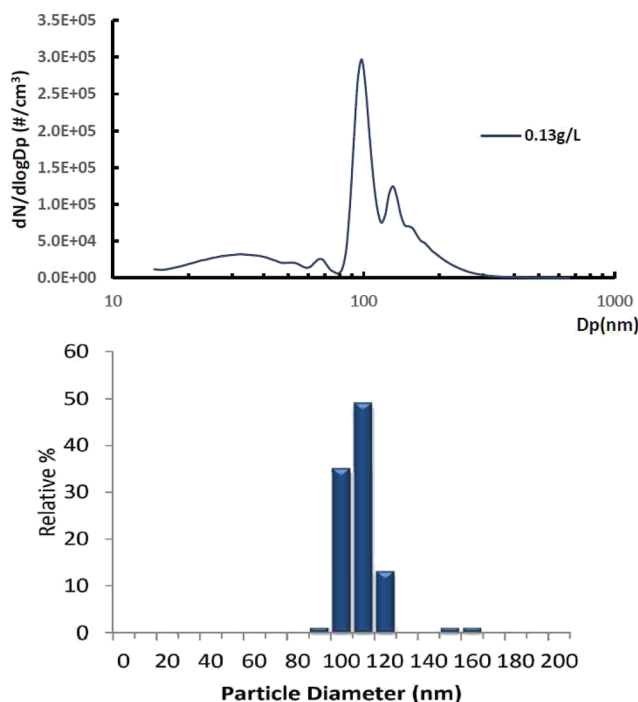 dN/dlogDp (#/cm³)
3.5E+05
3.0E+05
2.5E+05
2.0E+05
1.5E+05
1.0E+05
5.0E+04
0.0E+00
0.13g/L
10 100 1000
Dp(nm)
Relative %
60
50
40
30
20
10
0
0 20 40 60 80 100 120 140 160 180 200
Particle Diameter (nm)